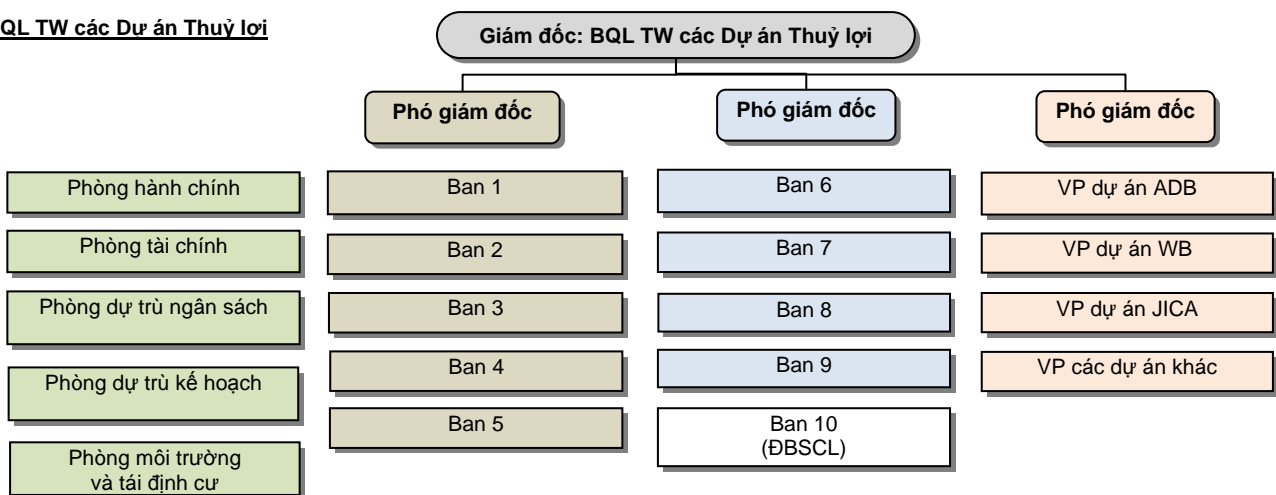 QL TW các Dự án Thuỷ lợi
Giám đốc: BQL TW các Dự án Thuỷ lợi
Phó giám đốc
Phó giám đốc
Phó giám đốc
Phòng hành chính
Phòng tài chính
Phòng dự trù ngân sách
Phòng dự trù kế hoạch
Phòng môi trường
và tái định cư
Ban 1
Ban 2
Ban 3
Ban 4
Ban 5
Ban 6
Ban 7
Ban 8
Ban 9
Ban 10
(ĐBSCL)
VP dự án ADB
VP dự án WB
VP dự án JICA
VP các dự án khác